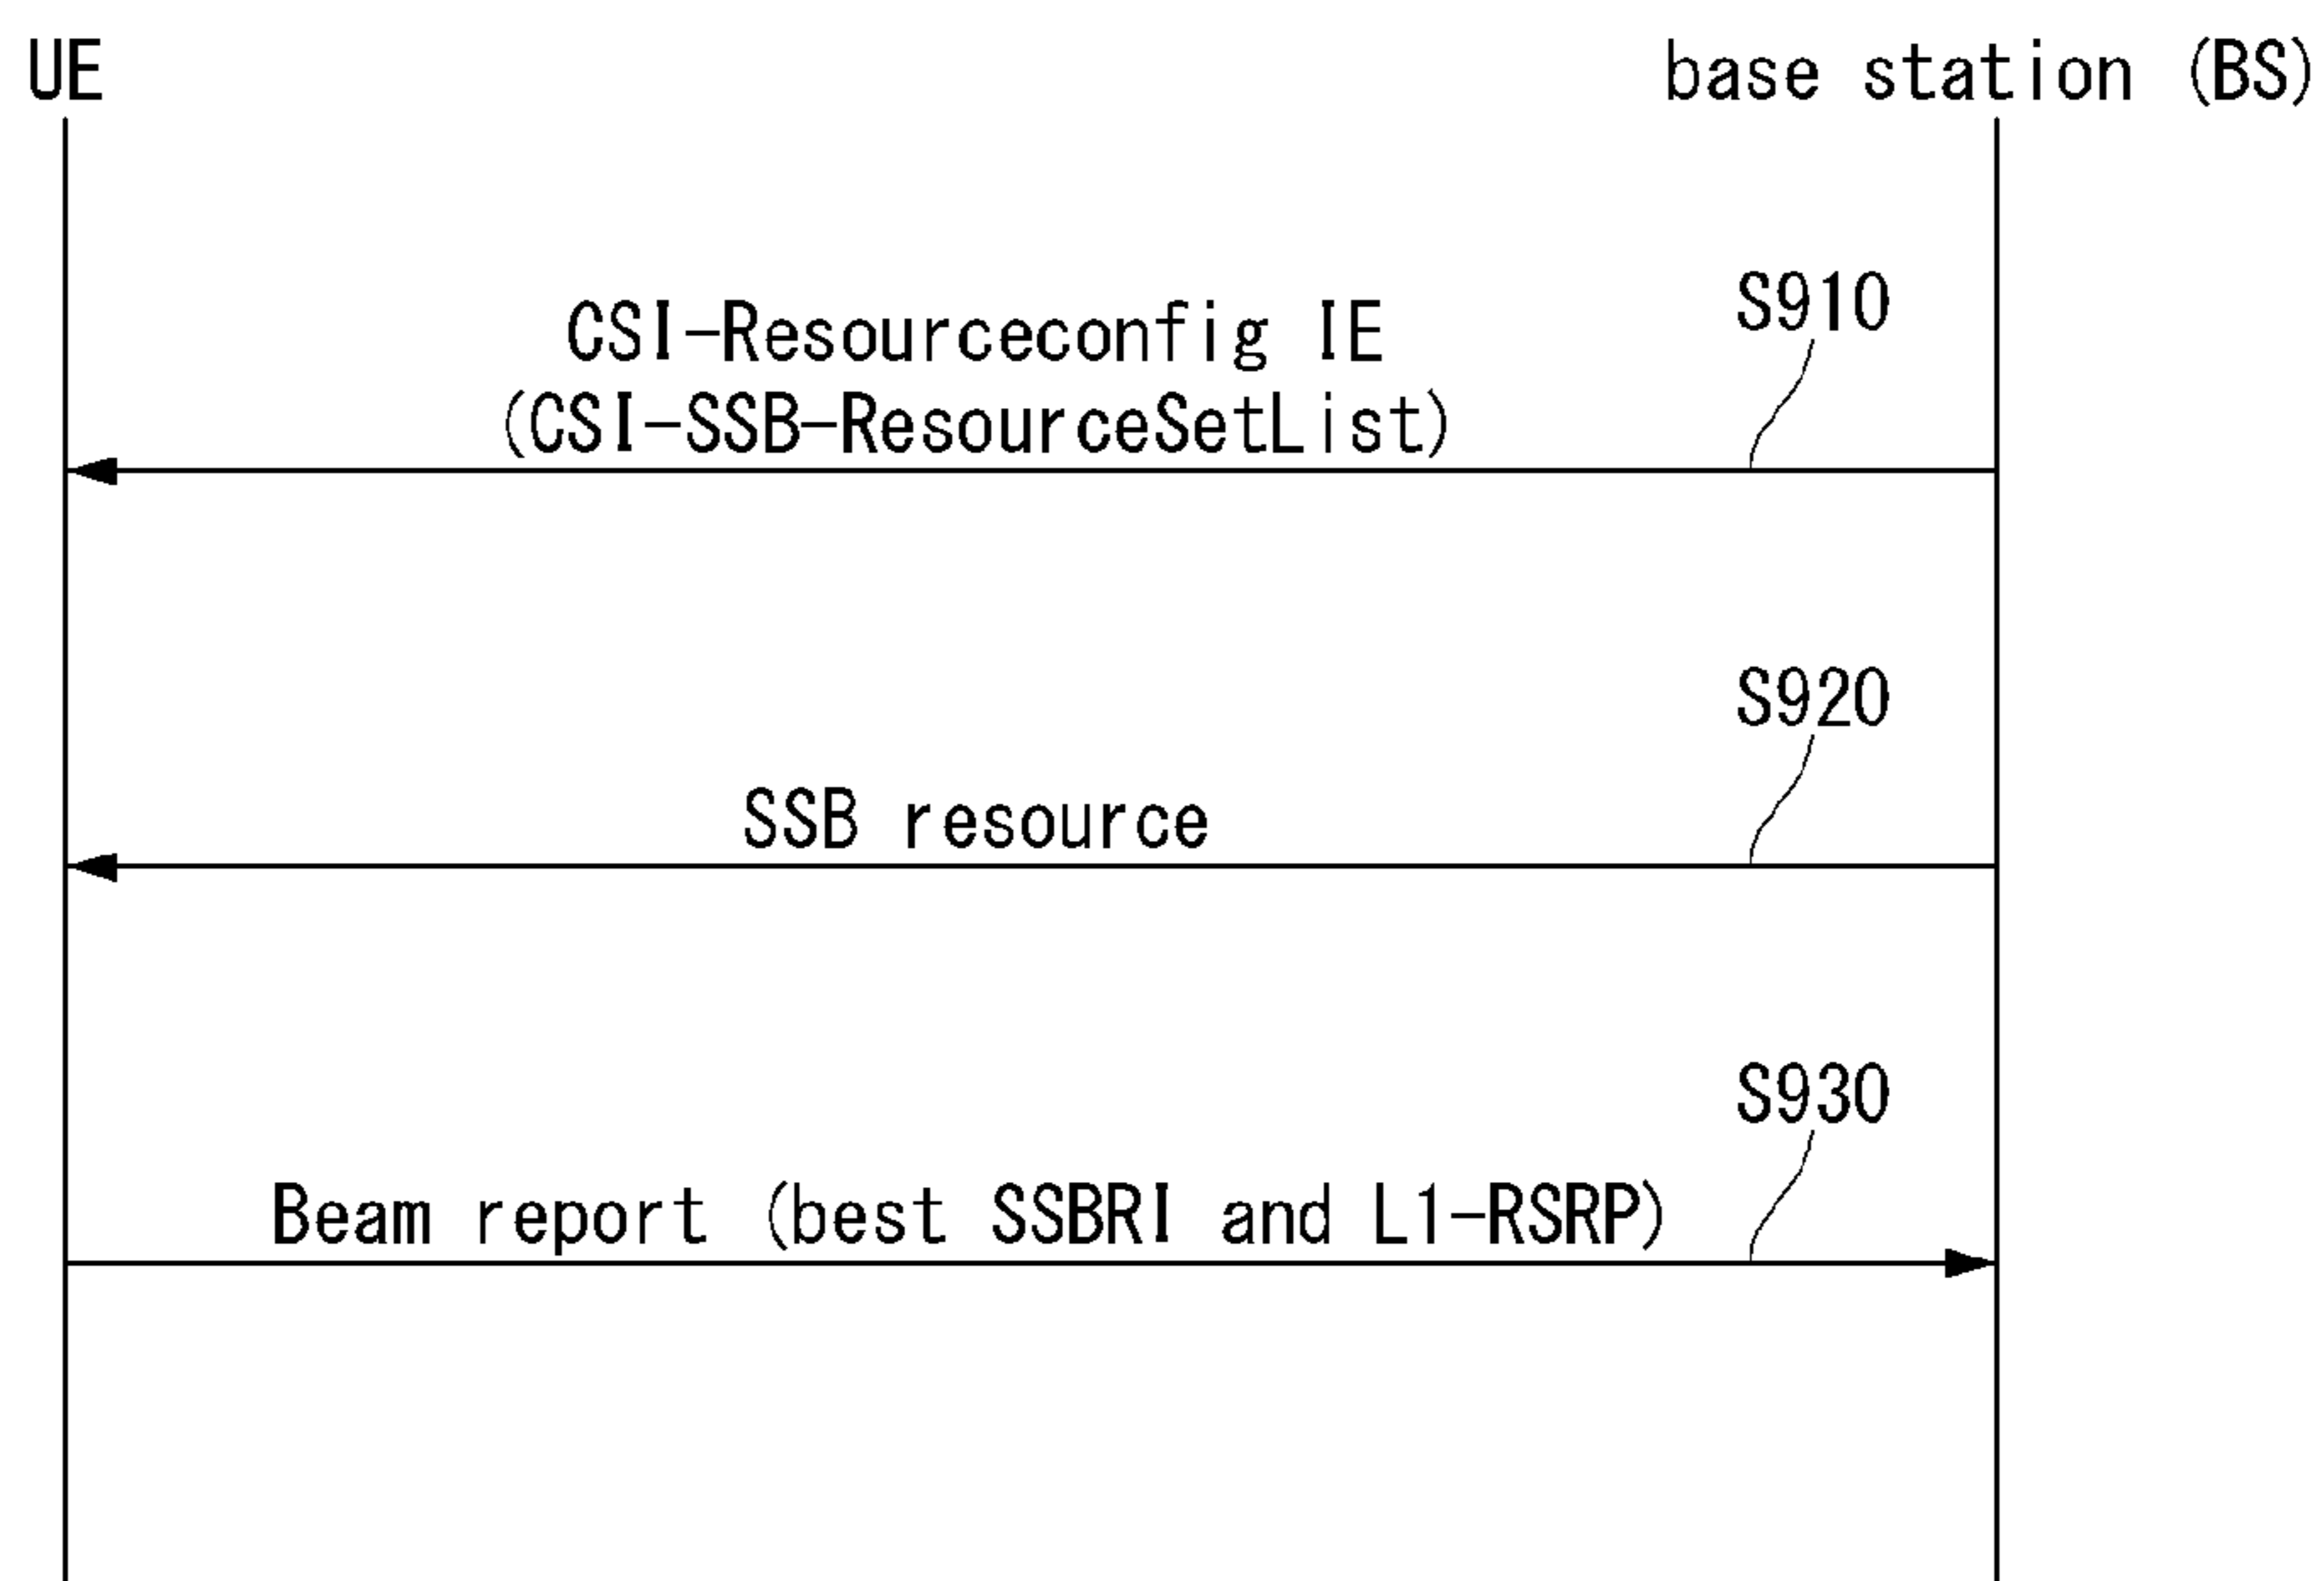 UE
base station (BS)
S910
CSI-Resourceconfig IE
(CSI-SSB-ResourceSetList)
S920
SSB resource
S930
Beam report (best SSBRI and L1-RSRP)